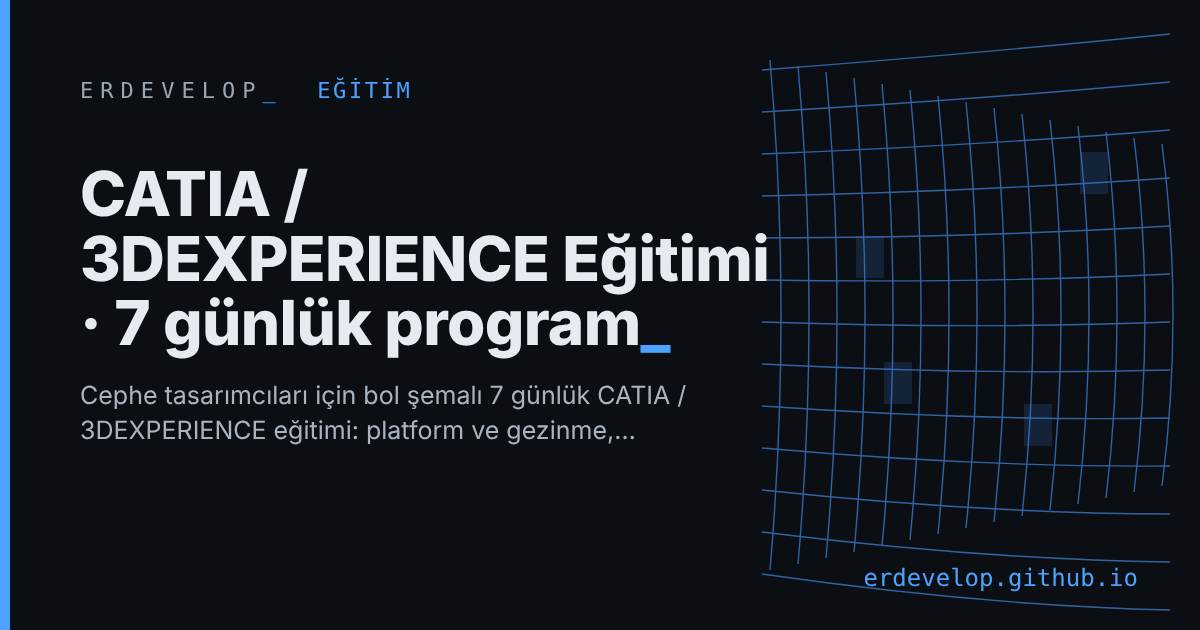 ERDEVELOP_ EĞİTİM
CATIA /
3DEXPERIENCE Eğitimi
· 7 günlük program_
Cephe tasarımcıları için bol şemalı 7 günlük CATIA /
3DEXPERIENCE eğitimi: platform ve gezinme,…
erdevelop.github.io